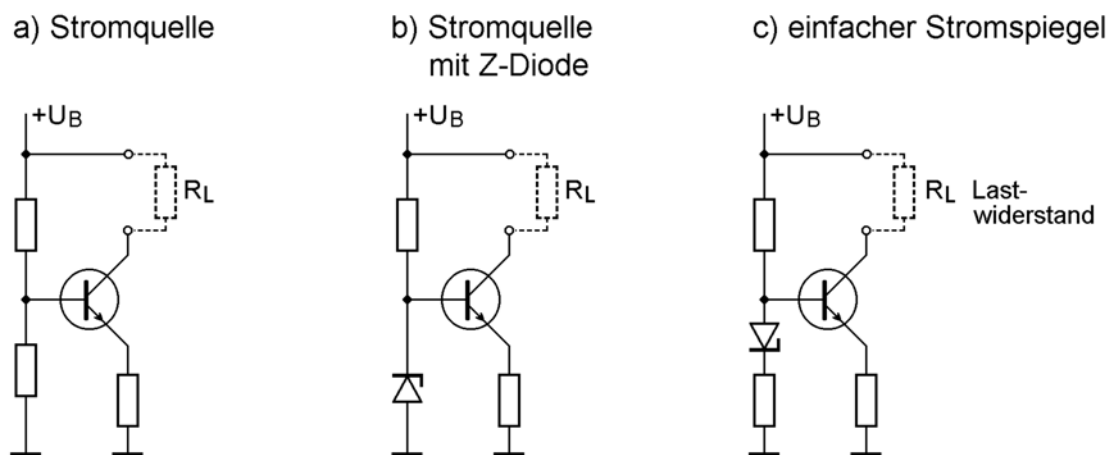 a) Stromquelle
b) Stromquelle
mit Z-Diode
c) einfacher Stromspiegel
+UB
RL
+UB
RL
+UB
RL Last-
widerstand